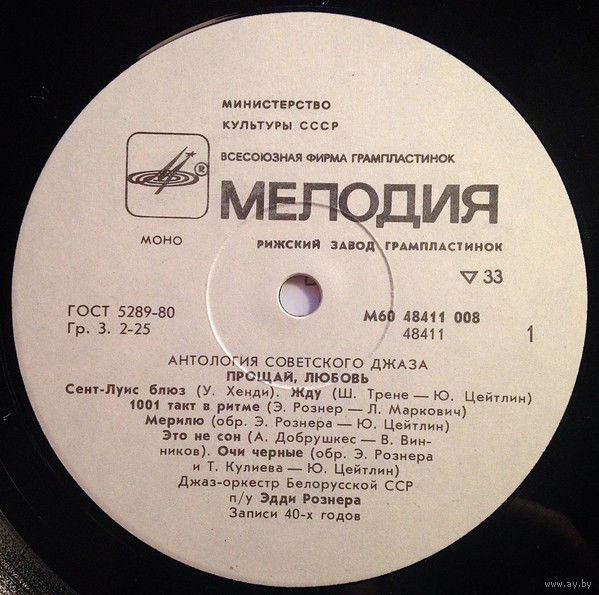 МИНИСТЕРСТВО
КУЛЬТУРЫ СССР
ВСЕСОЮЗНАЯ ФИРМА ГРАМПЛАСТИНОК
®
МЕЛОДИЯ
МОНО
РИЖСКИЙ ЗАВОД ГРАМПЛАСТИНОК
▽ 33
ГОСТ 5289-80
Гр. 3. 2-25
М60 48411 008
48411
1
АНТОЛОГИЯ СОВЕТСКОГО ДЖАЗА
ПРОЩАЙ, ЛЮБОВЬ
Сент-Луис блюз (У. Хенди). Жду (Ш. Трене — Ю. Цейтлин)
1001 такт в ритме (Э. Рознер — Л. Маркович)
Мерилю (обр. Э. Рознера — Ю. Цейтлин)
Это не сон (А. Добрушкес — В. Вин-
ников). Очи черные (обр. Э. Рознера
и Т. Кулиева — Ю. Цейтлин)
Джаз-оркестр Белорусской ССР
п/у Эдди Рознера
Записи 40-х годов
www.ay.by